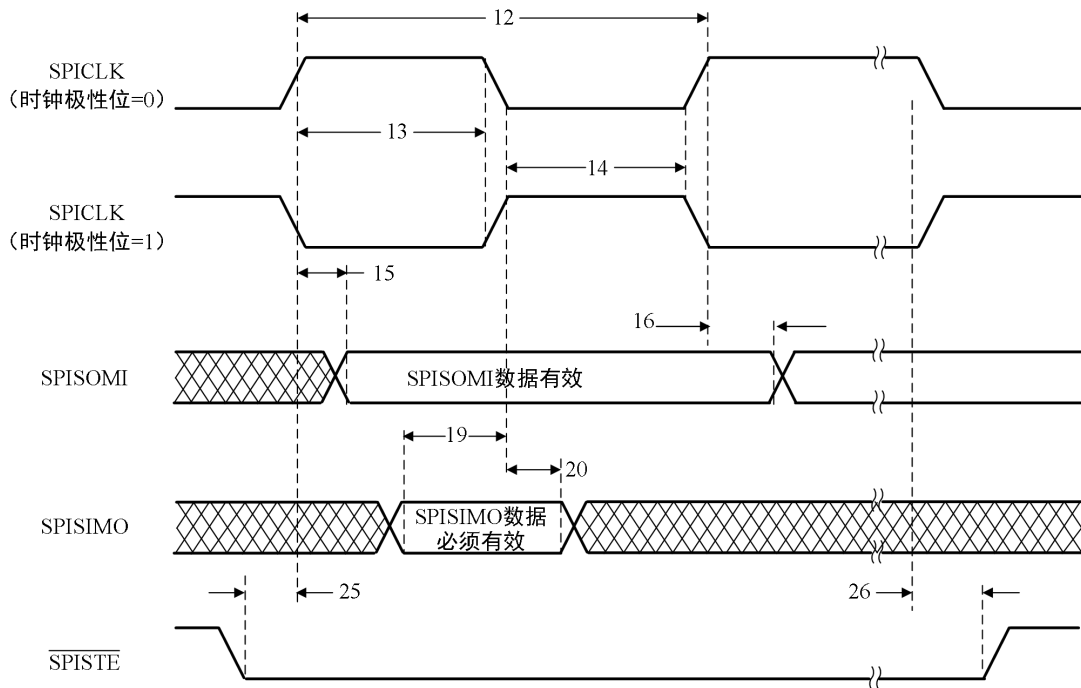 12
SPICLK
（时钟极性位=0）
13
14
SPICLK
（时钟极性位=1）
15
16
SPISOMI
SPISOMI数据有效
19
20
SPISIMO
SPISIMO数据
必须有效
25
26
SPISTE